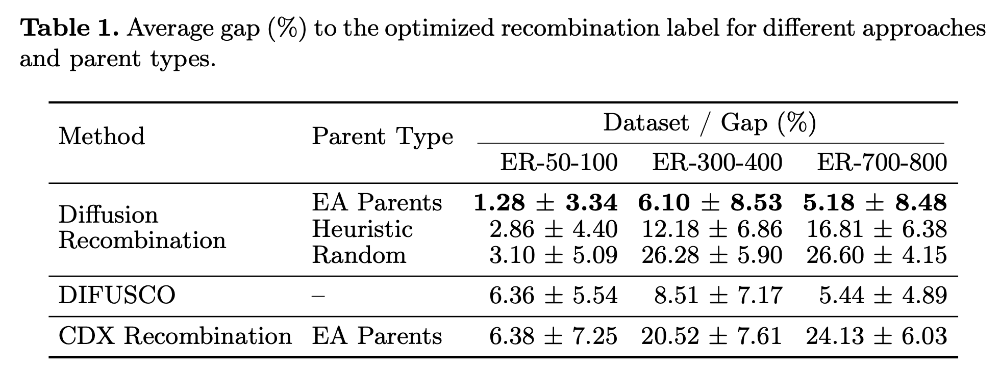 Table 1. Average gap (%) to the optimized recombination label for different approaches
and parent types.
Method Parent Type Dataset / Gap (%)
ER-50-100 ER-300-400 ER-700-800
Diffusion Recombination EA Parents 1.28 ± 3.34 6.10 ± 8.53 5.18 ± 8.48
Heuristic 2.86 ± 4.40 12.18 ± 6.86 16.81 ± 6.38
Random 3.10 ± 5.09 26.28 ± 5.90 26.60 ± 4.15
DIFUSCO – 6.36 ± 5.54 8.51 ± 7.17 5.44 ± 4.89
CDX Recombination EA Parents 6.38 ± 7.25 20.52 ± 7.61 24.13 ± 6.03